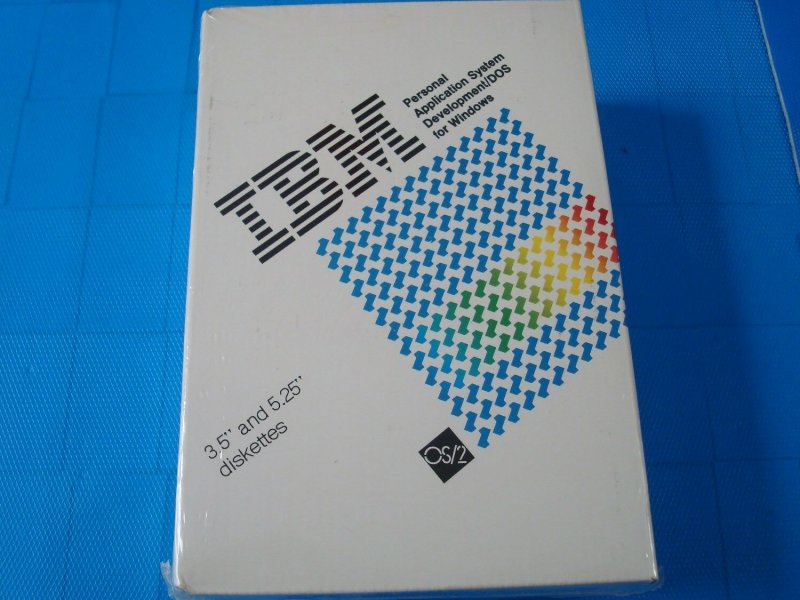 IBM
Personal
Application System
Development/DOS
for Windows
3.5" and 5.25"
diskettes
OS/2